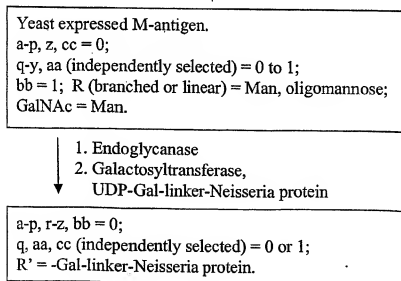 Yeast expressed M-antigen.
a-p, z, cc = 0;
q-y, aa (independently selected) = 0 to 1;
bb = 1; R (branched or linear) = Man, oligomannose;
GalNAc = Man.
1. Endoglycanase
2. Galactosyltransferase,
UDP-Gal-linker-Neisseria protein
a-p, r-z, bb = 0;
q, aa, cc (independently selected) = 0 or 1;
R' = -Gal-linker-Neisseria protein.